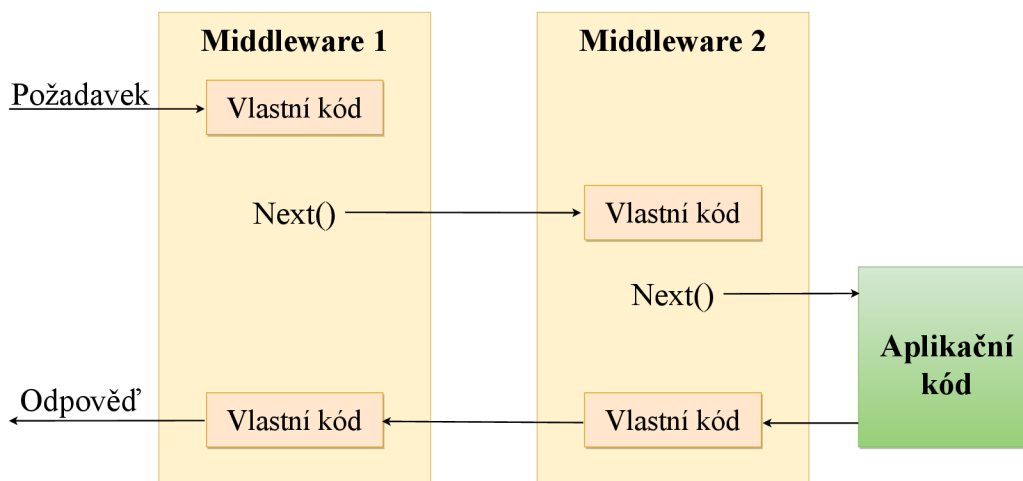 Middleware 1
Middleware 2
Požadavek
Vlastní kód
Next()
Vlastní kód
Next()
Aplikační
kód
Odpověď
Vlastní kód
Vlastní kód